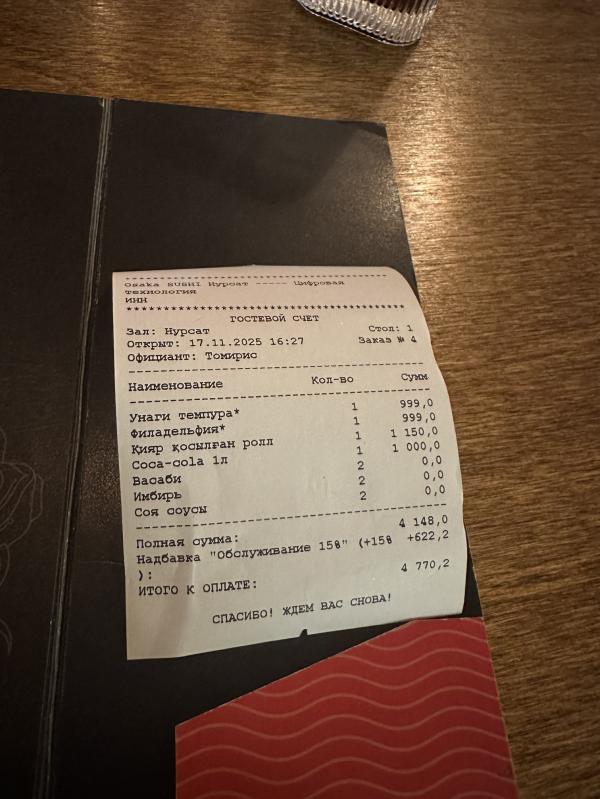 Osaka SUSHI Нурсат ----- Цифровая
технология
ИНН
ГОСТЕВОЙ СЧЕТ
Зал: Нурсат Стол: 1
Открыт: 17.11.2025 16:27 Заказ № 4
Официант: Томирис
Наименование Кол-во Сумм
Унаги темпура* 1 999,0
Филадельфия* 1 999,0
Қияр қосылған ролл 1 1 150,0
Coca-cola 1л 1 1 000,0
Васаби 2 0,0
Имбирь 2 0,0
Соя соусы 2 0,0
Полная сумма: 4 148,0
Надбавка "Обслуживание 15%" (+15% +622,2
):
ИТОГО К ОПЛАТЕ: 4 770,2
СПАСИБО! ЖДЕМ ВАС СНОВА!